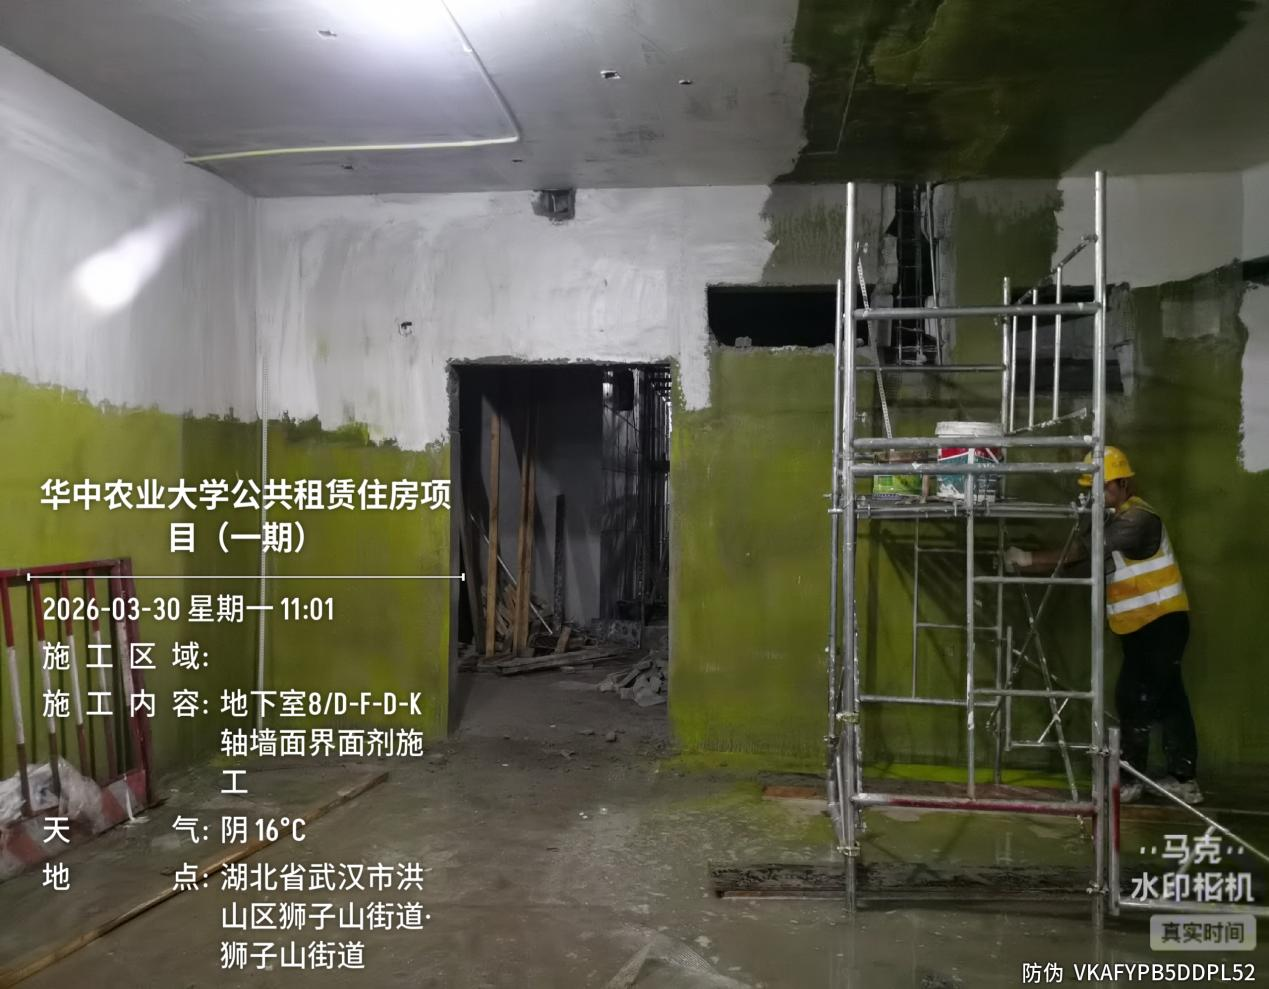 华中农业大学公共租赁住房项
目（一期）
2026-03-30 星期一 11:01
施工区域:
施工内容: 地下室8/D-F-D-K
轴墙面界面剂施
工
天气: 阴 16°C
地点: 湖北省武汉市洪
山区狮子山街道·
狮子山街道
马克
水印相机
真实时间
防伪 VKAFYPB5DDPL52